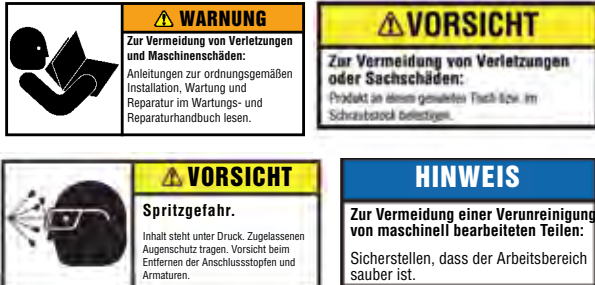 WARNUNG
Zur Vermeidung von Verletzungen
und Maschinenschäden:
Anleitungen zur ordnungsgemäßen
Installation, Wartung und
Reparatur im Wartungs- und
Reparaturhandbuch lesen.
VORSICHT
Zur Vermeidung von Verletzungen
oder Sachschäden:
Produkt an einem geeigneten Tisch bzw. im
Schraubstock befestigen.
VORSICHT
Spritzgefahr.
Inhalt steht unter Druck. Zugelassenen
Augenschutz tragen. Vorsicht beim
Entfernen der Anschlussstopfen und
Armaturen.
HINWEIS
Zur Vermeidung einer Verunreinigung
von maschinell bearbeiteten Teilen:
Sicherstellen, dass der Arbeitsbereich
sauber ist.